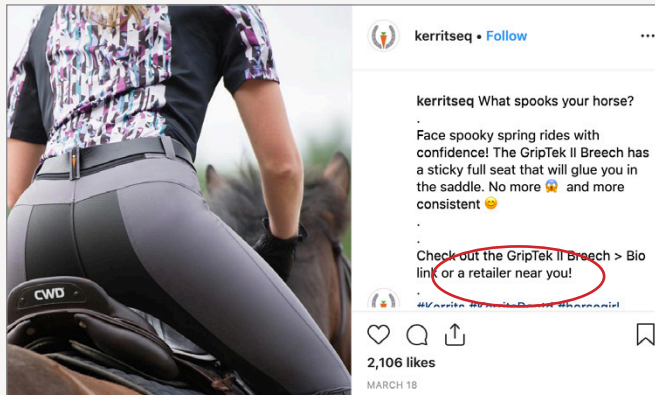 kerritseq • Follow
kerritseq What spooks your horse?
.
Face spooky spring rides with
confidence! The GripTek II Breech has
a sticky full seat that will glue you in
the saddle. No more 😱 and more
consistent 😊
.
.
Check out the GripTek II Breech > Bio
link or a retailer near you!
.
#Kerrits #KerritsDarta #horsegirl
2,106 likes
MARCH 18
CWD